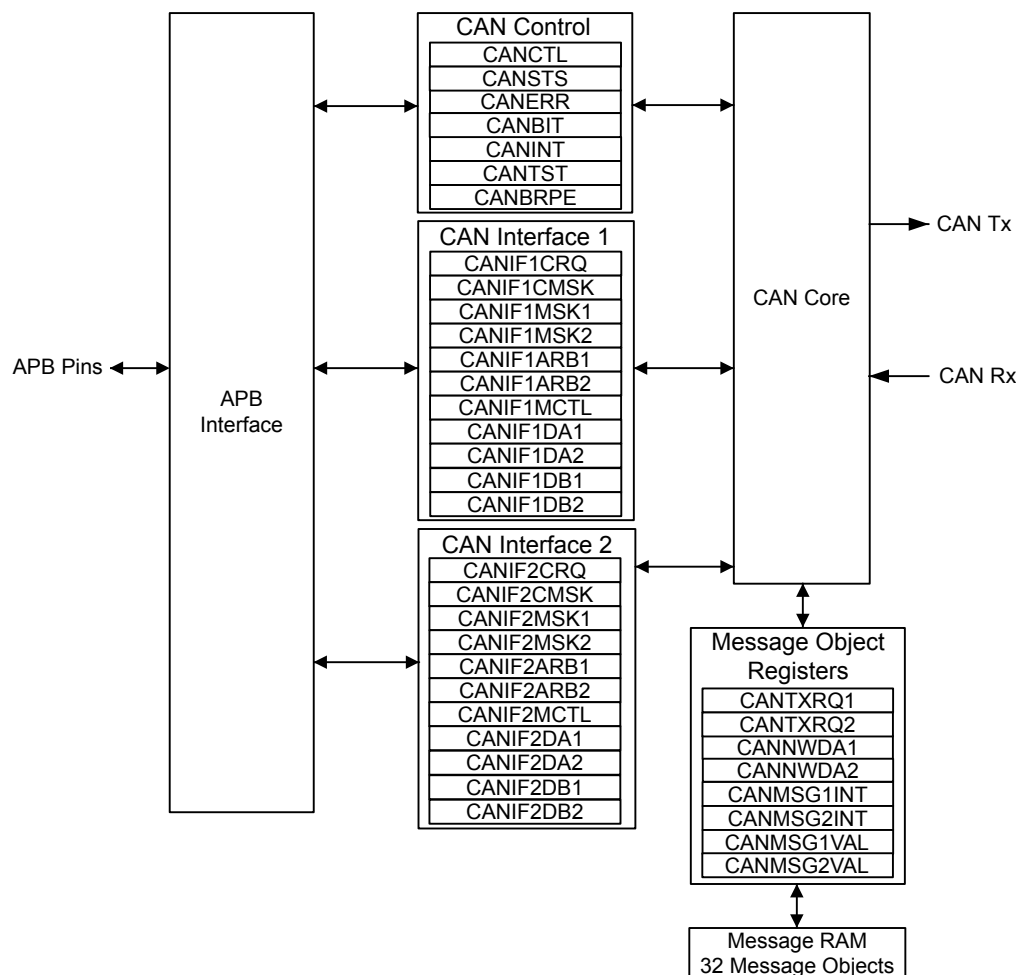 CAN Control
CANCTL
CANSTS
CANERR
CANBIT
CANINT
CANTST
CANBRPE
CAN Interface 1
CANIF1CRQ
CANIF1CMSK
CANIF1MSK1
CANIF1MSK2
CANIF1ARB1
CANIF1ARB2
CANIF1MCTL
CANIF1DA1
CANIF1DA2
CANIF1DB1
CANIF1DB2
CAN Interface 2
CANIF2CRQ
CANIF2CMSK
CANIF2MSK1
CANIF2MSK2
CANIF2ARB1
CANIF2ARB2
CANIF2MCTL
CANIF2DA1
CANIF2DA2
CANIF2DB1
CANIF2DB2
APB Pins
APB
Interface
CAN Core
CAN Tx
CAN Rx
Message Object
Registers
CANTXRQ1
CANTXRQ2
CANNWDA1
CANNWDA2
CANMSG1INT
CANMSG2INT
CANMSG1VAL
CANMSG2VAL
Message RAM
32 Message Objects